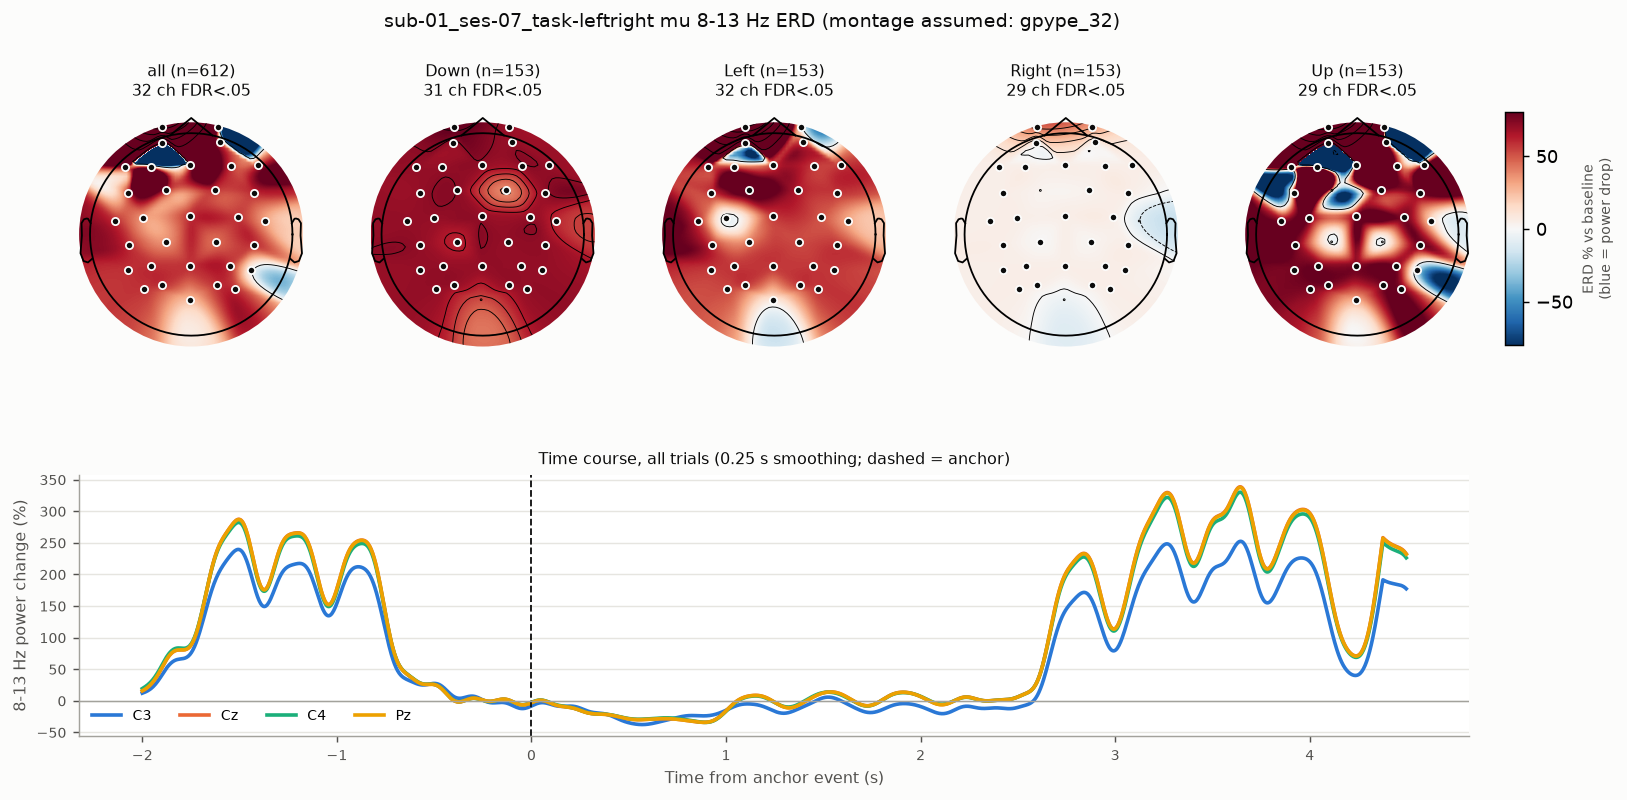 sub-01_ses-07_task-leftright mu 8-13 Hz ERD (montage assumed: gpype_32)
all (n=612)
32 ch FDR<.05
Down (n=153)
31 ch FDR<.05
Left (n=153)
32 ch FDR<.05
Right (n=153)
29 ch FDR<.05
Up (n=153)
29 ch FDR<.05
50
0
−50
ERD % vs baseline
(blue = power drop)
Time course, all trials (0.25 s smoothing; dashed = anchor)
8-13 Hz power change (%)
350
300
250
200
150
100
50
0
−50
C3
Cz
C4
Pz
−2
−1
0
1
2
3
4
Time from anchor event (s)